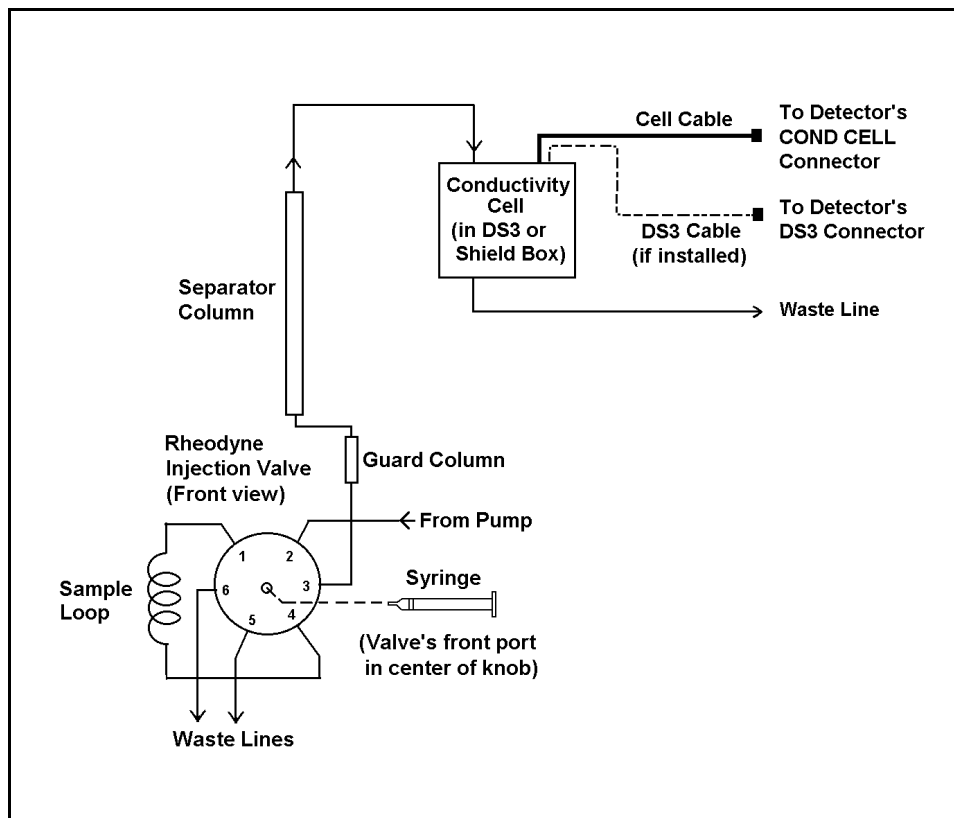 Cell Cable
To Detector's
COND CELL
Connector
Conductivity
Cell
(in DS3 or
Shield Box)
To Detector's
DS3 Connector
DS3 Cable
(if installed)
Separator
Column
Waste Line
Rheodyne
Injection Valve
(Front view)
Guard Column
From Pump
1
2
3
4
5
6
Sample
Loop
Syringe
(Valve's front port
in center of knob)
Waste Lines